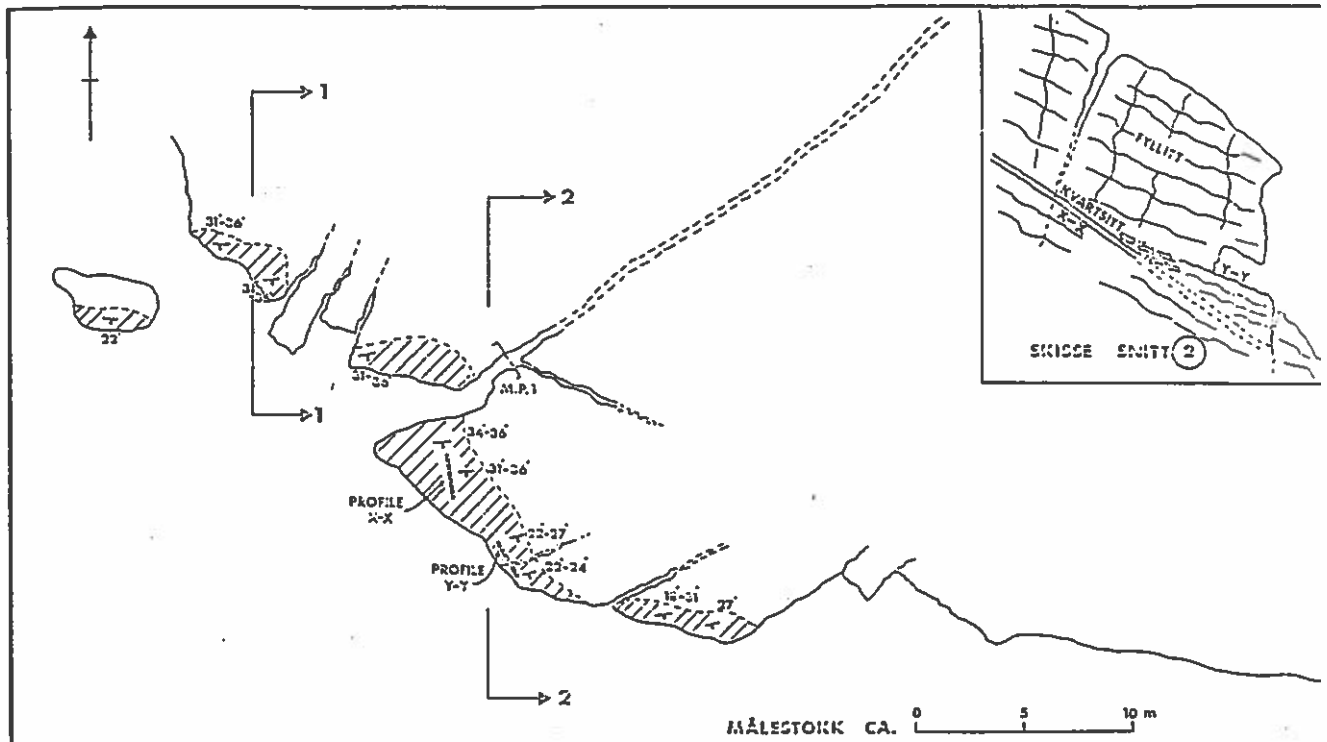 1
2
FYLLITT
KVARTSITT
X-X
Y-Y
SKISSE SNITT 2
31°-36°
22°
31-36°
M.P.1
1
34°-36°
31°-36°
PROFILE
X-X
22°-27°
PROFILE
Y-Y
22°-24°
27°
2
MÅLESTOKK CA. 0 5 10 m